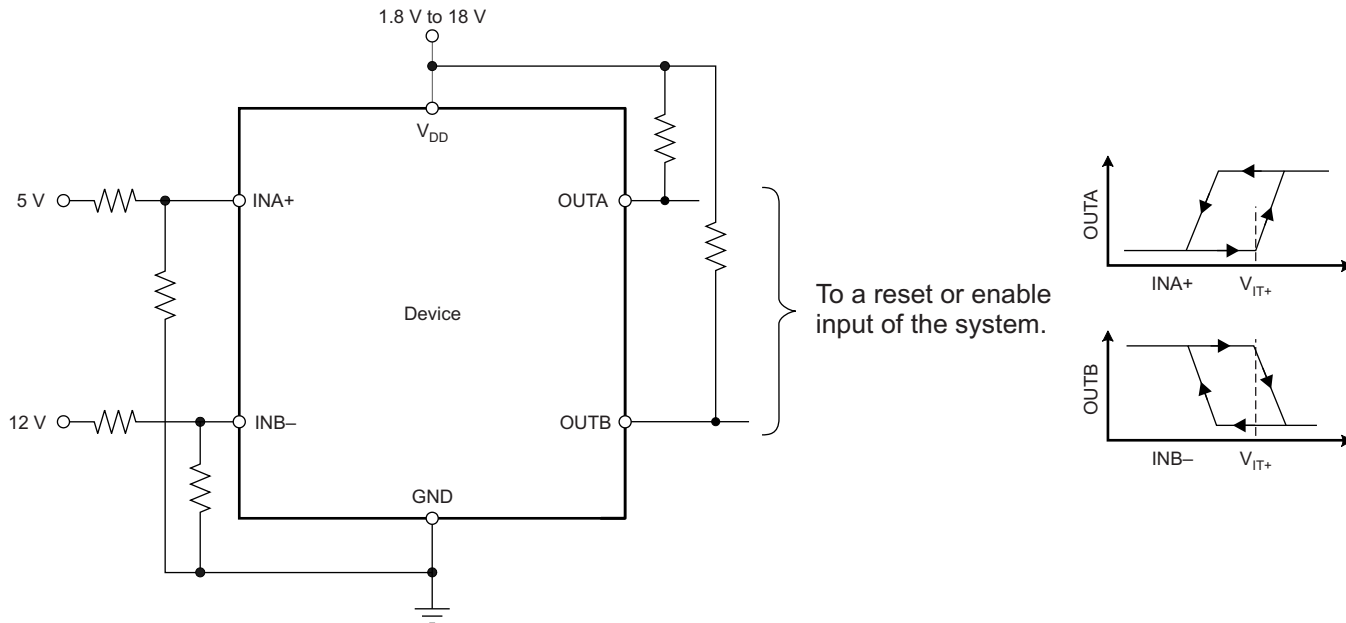 1.8 V to 18 V
V_DD
5 V
INA+
OUTA
Device
To a reset or enable
input of the system.
12 V
INB–
OUTB
GND
OUTA
INA+
V_IT+
OUTB
INB–
V_IT+